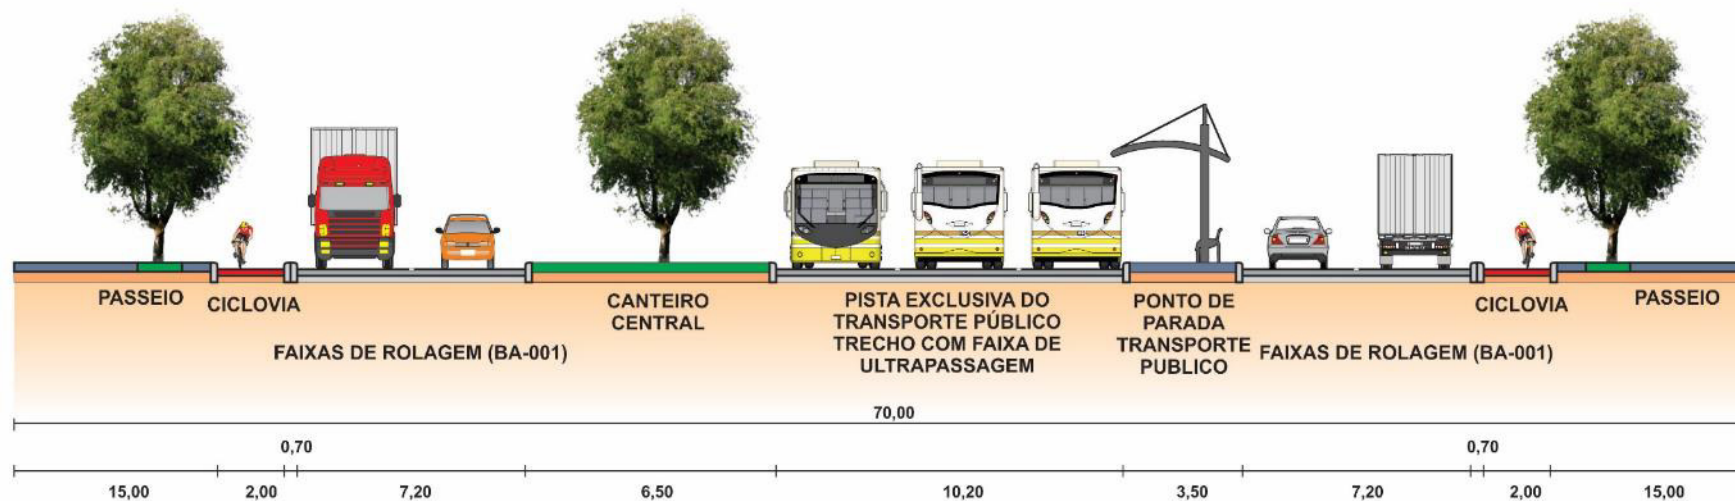 PASSEIO
CICLOVIA
FAIXAS DE ROLAGEM (BA-001)
CANTEIRO
CENTRAL
PISTA EXCLUSIVA DO
TRANSPORTE PÚBLICO
TRECHO COM FAIXA DE
ULTRAPASSAGEM
PONTO DE
PARADA
TRANSPORTE
PUBLICO
FAIXAS DE ROLAGEM (BA-001)
CICLOVIA
PASSEIO
70,00
0,70
0,70
15,00
2,00
7,20
6,50
10,20
3,50
7,20
2,00
15,00